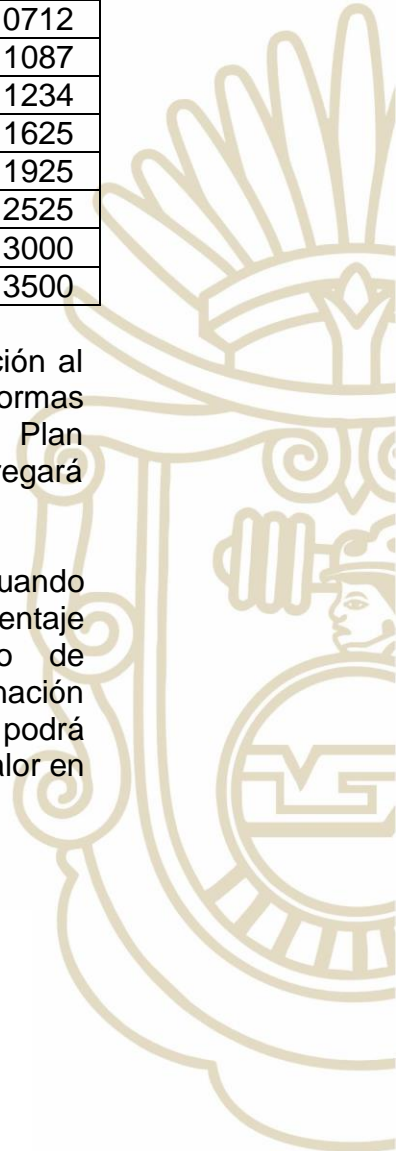 0712
1087
1234
1625
1925
2525
3000
3500
ción al
ormas
Plan
regará
uando
entaje
o de
nación
podrá
alor en